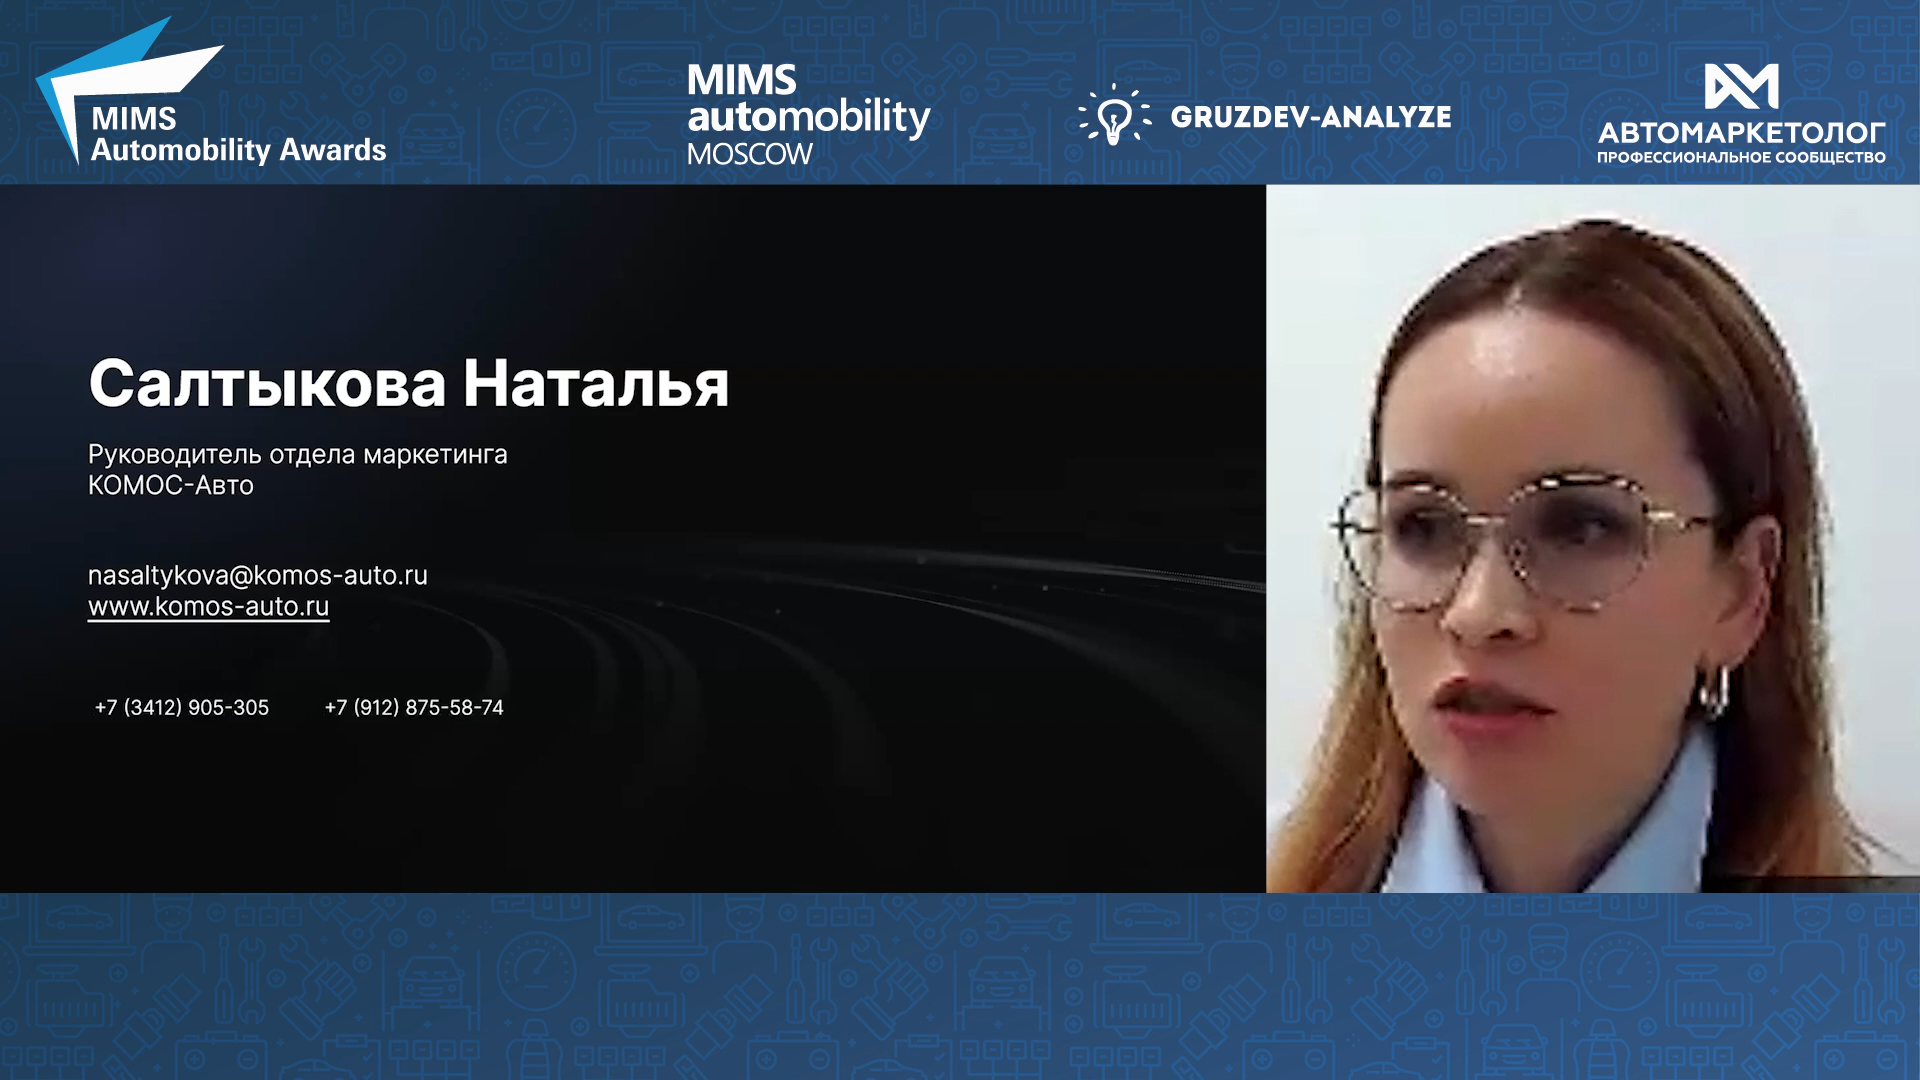 MIMS
Automobility Awards
MIMS
automobility
MOSCOW
GRUZDEV-ANALYZE
АВТОМАРКЕТОЛОГ
ПРОФЕССИОНАЛЬНОЕ СООБЩЕСТВО
Салтыкова Наталья
Руководитель отдела маркетинга
КОМОС-Авто
nasaltykova@komos-auto.ru
www.komos-auto.ru
+7 (3412) 905-305 +7 (912) 875-58-74